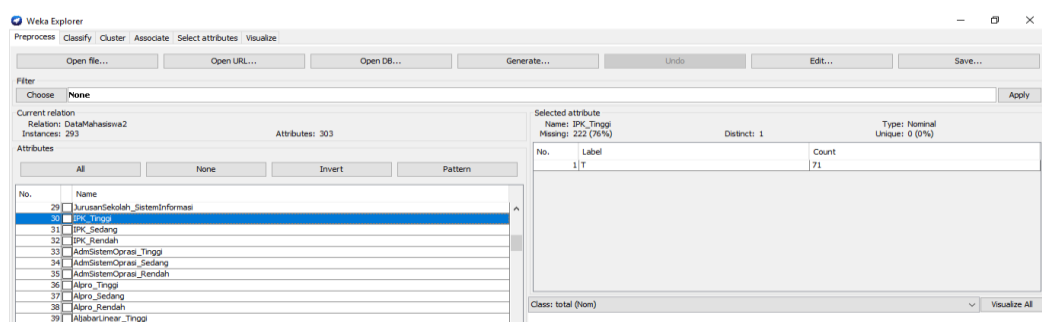 Weka Explorer
Preprocess Classify Cluster Associate Select attributes Visualize
Open file... Open URL... Open DB... Generate... Undo Edit... Save...
Filter
Choose None Apply
Current relation
Relation: DataMahasiswa2
Instances: 293 Attributes: 303
Selected attribute
Name: IPK_Tinggi Type: Nominal
Missing: 222 (76%) Distinct: 1 Unique: 0 (0%)
Attributes
All None Invert Pattern
No. Name
29 JurusanSekolah_SistemInformasi
30 IPK_Tinggi
31 IPK_Sedang
32 IPK_Rendah
33 AdmSistemOprasi_Tinggi
34 AdmSistemOprasi_Sedang
35 AdmSistemOprasi_Rendah
36 Alpro_Tinggi
37 Alpro_Sedang
38 Alpro_Rendah
39 AljabarLinear_Tinggi
No. Label Count
1 T 71
Class: total (Nom) Visualize All